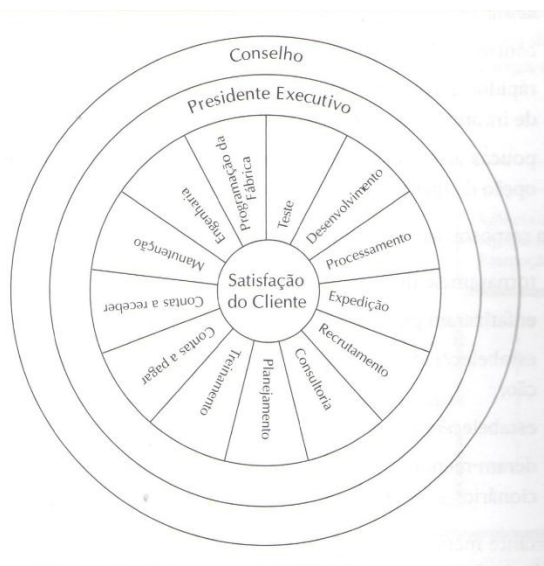 Conselho
Presidente Executivo
Programação da
Fábrica
Teste
Desenvolvimento
Processamento
Expedição
Recrutamento
Consultoria
Planejamento
Treinamento
Contas a pagar
Contas a receber
Manutenção
Engenharia
Satisfação
do Cliente